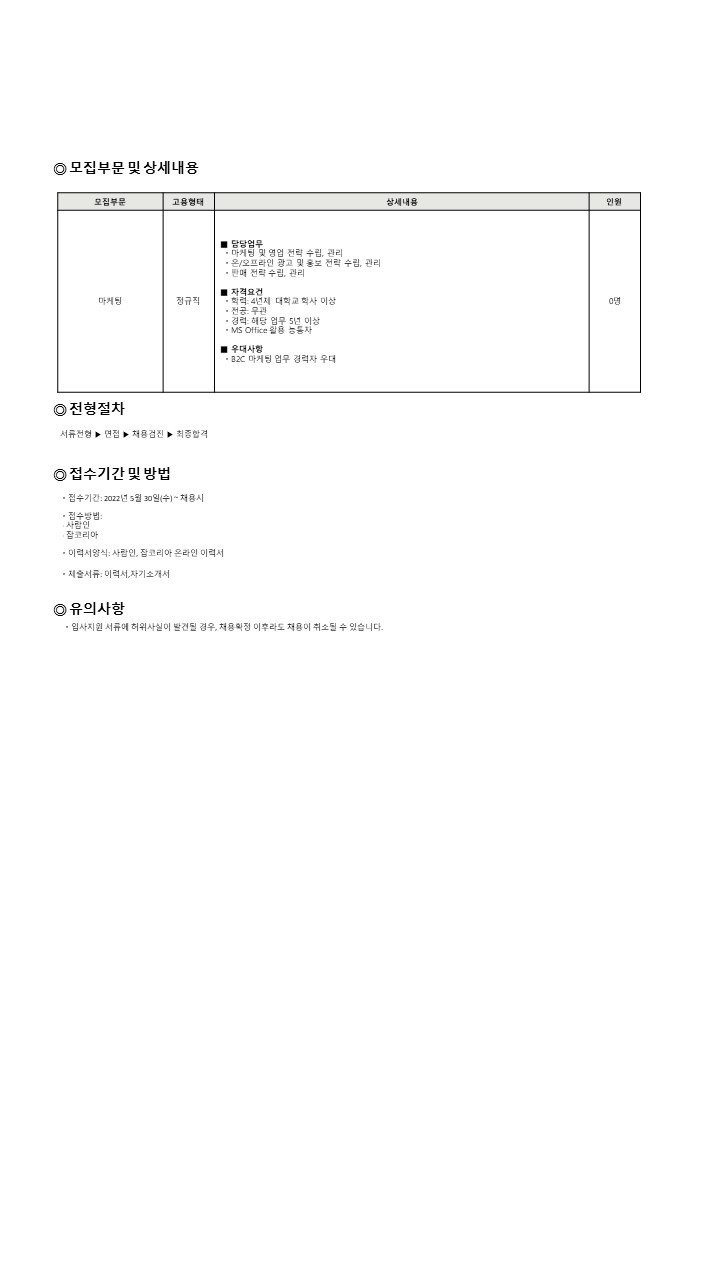 ◎ 모집부문 및 상세내용
모집부문 고용형태 상세내용 인원
■ 담당업무
• 마케팅 및 영업 전략 수립, 관리
• 온/오프라인 광고 및 홍보 전략 수립, 관리
• 판매 전략 수립, 관리
■ 자격요건
• 학력: 4년제 대학교 학사 이상
마케팅 정규직 0명
• 전공: 무관
• 경력: 해당 업무 5년 이상
• MS Office 활용 능통자
■ 우대사항
• B2C 마케팅 업무 경력자 우대
◎ 전형절차
서류전형 ▶ 면접 ▶ 채용검진 ▶ 최종합격
◎ 접수기간 및 방법
• 접수기간: 2022년 5월 30일(수) ~ 채용시
• 접수방법:
· 사람인
· 잡코리아
• 이력서양식: 사람인, 잡코리아 온라인 이력서
• 제출서류: 이력서,자기소개서
◎ 유의사항
• 입사지원 서류에 허위사실이 발견될 경우, 채용확정 이후라도 채용이 취소될 수 있습니다.